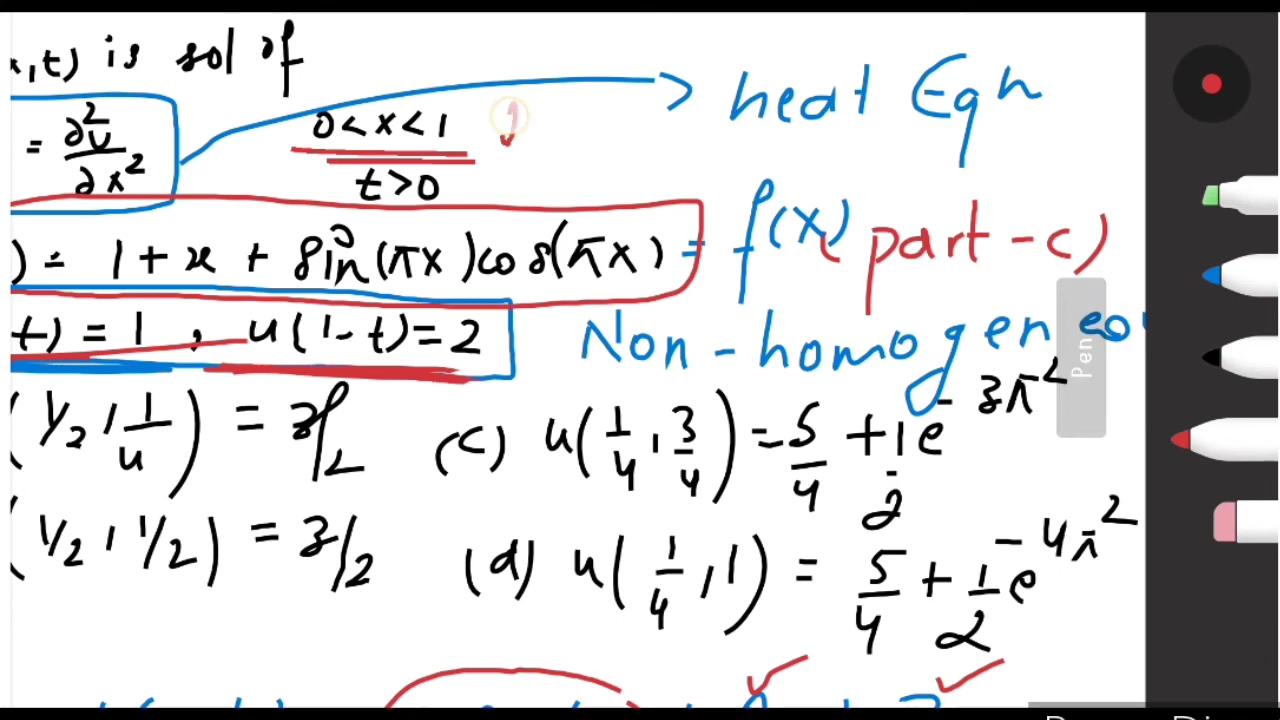 x,t) is sol of
heat Eqn
= ∂²u/∂x² 0<x<1
t>0
) = 1+x + sin(πx)cos(πx) = f(x) (part-c)
t) = 1 , u(1-t)=2 Non-homogeneou
(1/2, 1/4) = 3/2 (c) u(1/4, 3/4) = 5/4 + 1/2 e^-3π²
(1/2, 1/2) = 3/2 (d) u(1/4, 1) = 5/4 + 1/2 e^-4π²
Pen